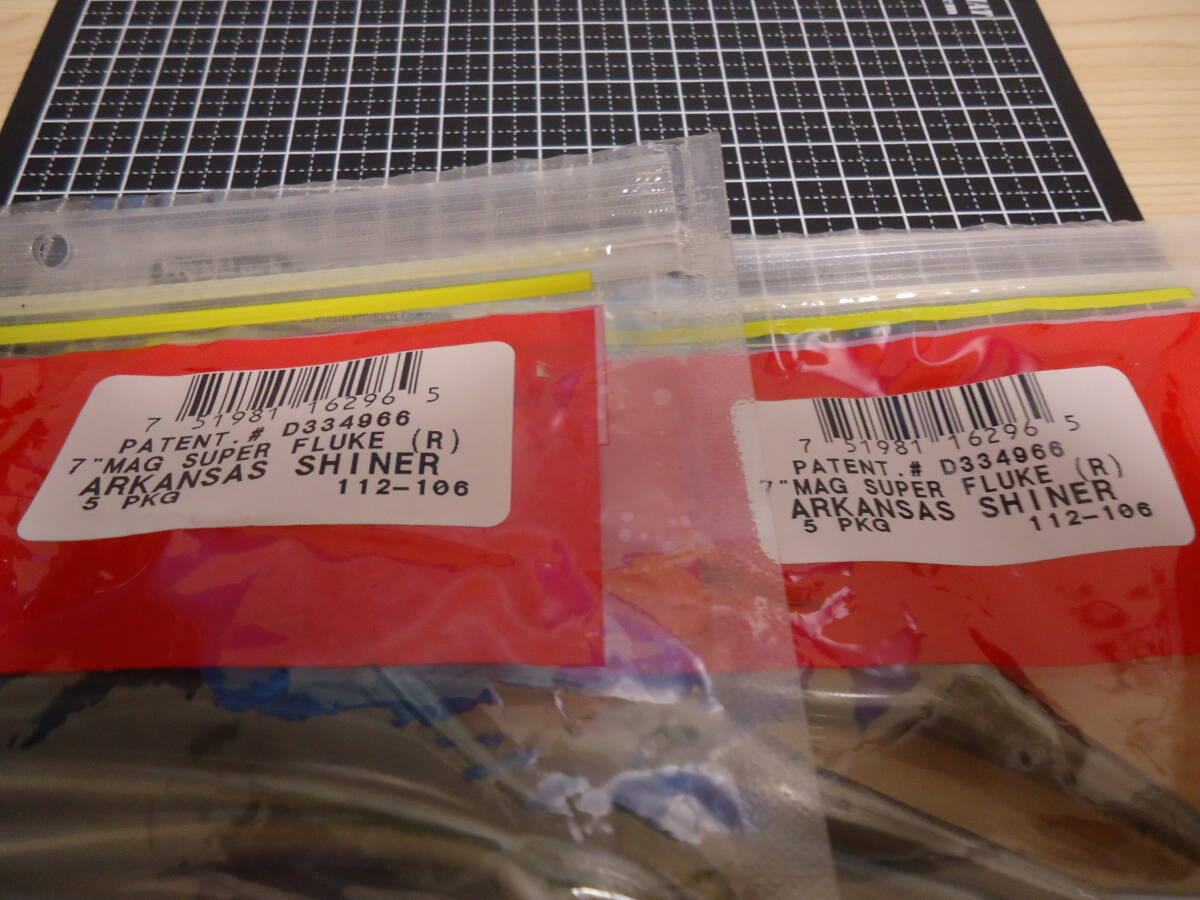 7 51981 16296 5
PATENT.# D334966
7"MAG SUPER FLUKE (R)
ARKANSAS SHINER
5 PKG 112-106
7 51981 16296 5
PATENT.# D334966
7"MAG SUPER FLUKE (R)
ARKANSAS SHINER
5 PKG 112-106